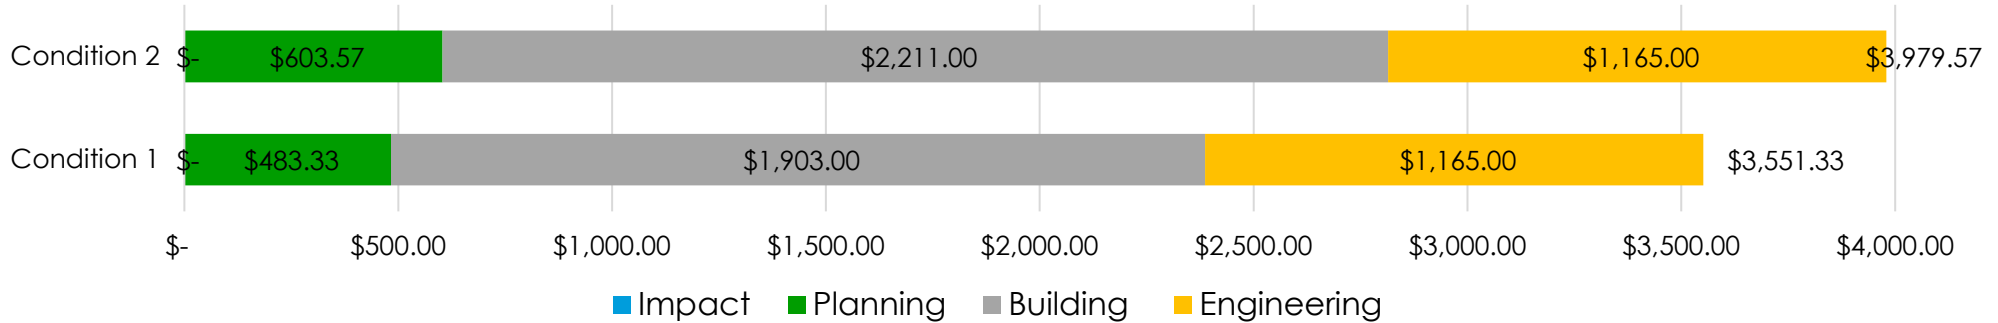 Condition 2 $- $603.57 $2,211.00 $1,165.00 $3,979.57
Condition 1 $- $483.33 $1,903.00 $1,165.00 $3,551.33
$- $500.00 $1,000.00 $1,500.00 $2,000.00 $2,500.00 $3,000.00 $3,500.00 $4,000.00
Impact Planning Building Engineering